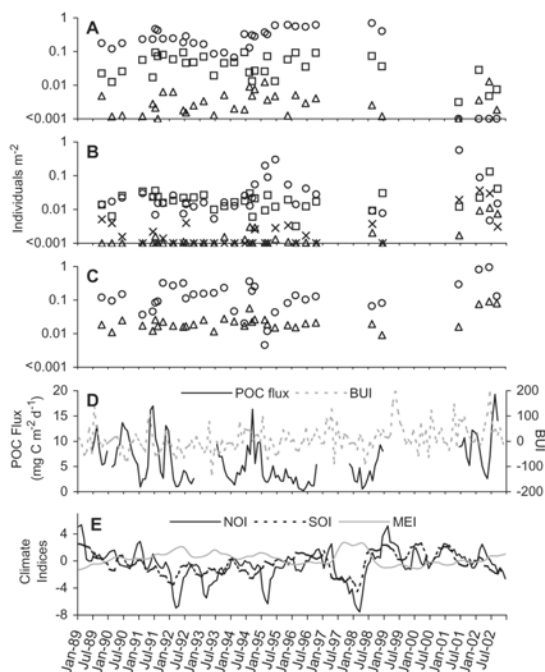 A
1
0.1
0.01
<0.001
B
1
0.1
0.01
<0.001
Individuals m-2
C
1
0.1
0.01
<0.001
D
POC flux
BUI
20
15
10
5
0
POC Flux
(mg C m-2 d-1)
200
100
0
-100
-200
BUI
E
NOI
SOI
MEI
4
0
-4
-8
Climate
Indices
Jan-89
Jul-89
Jan-90
Jul-90
Jan-91
Jul-91
Jan-92
Jul-92
Jan-93
Jul-93
Jan-94
Jul-94
Jan-95
Jul-95
Jan-96
Jul-96
Jan-97
Jul-97
Jan-98
Jul-98
Jan-99
Jul-99
Jan-00
Jul-00
Jan-01
Jul-01
Jan-02
Jul-02